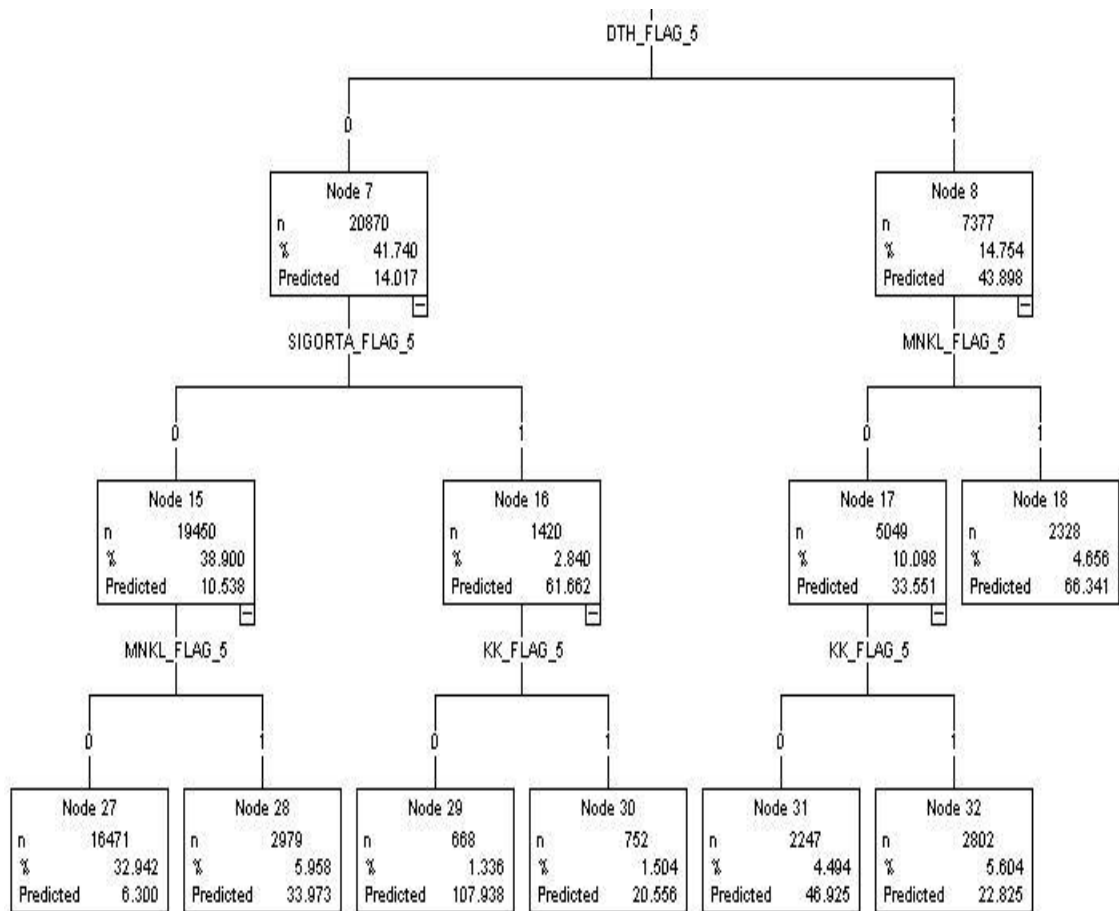 DTH_FLAG_5
0
1
Node 7
n 20870
% 41.740
Predicted 14.017
Node 8
n 7377
% 14.754
Predicted 43.898
SIGORTA_FLAG_5
MNKL_FLAG_5
0
1
0
1
Node 15
n 19450
% 38.900
Predicted 10.538
Node 16
n 1420
% 2.840
Predicted 61.662
Node 17
n 5049
% 10.098
Predicted 33.551
Node 18
n 2328
% 4.656
Predicted 66.341
MNKL_FLAG_5
KK_FLAG_5
KK_FLAG_5
0
1
0
1
0
1
Node 27
n 16471
% 32.942
Predicted 6.300
Node 28
n 2979
% 5.958
Predicted 33.973
Node 29
n 668
% 1.336
Predicted 107.938
Node 30
n 752
% 1.504
Predicted 20.556
Node 31
n 2247
% 4.494
Predicted 46.925
Node 32
n 2802
% 5.604
Predicted 22.825